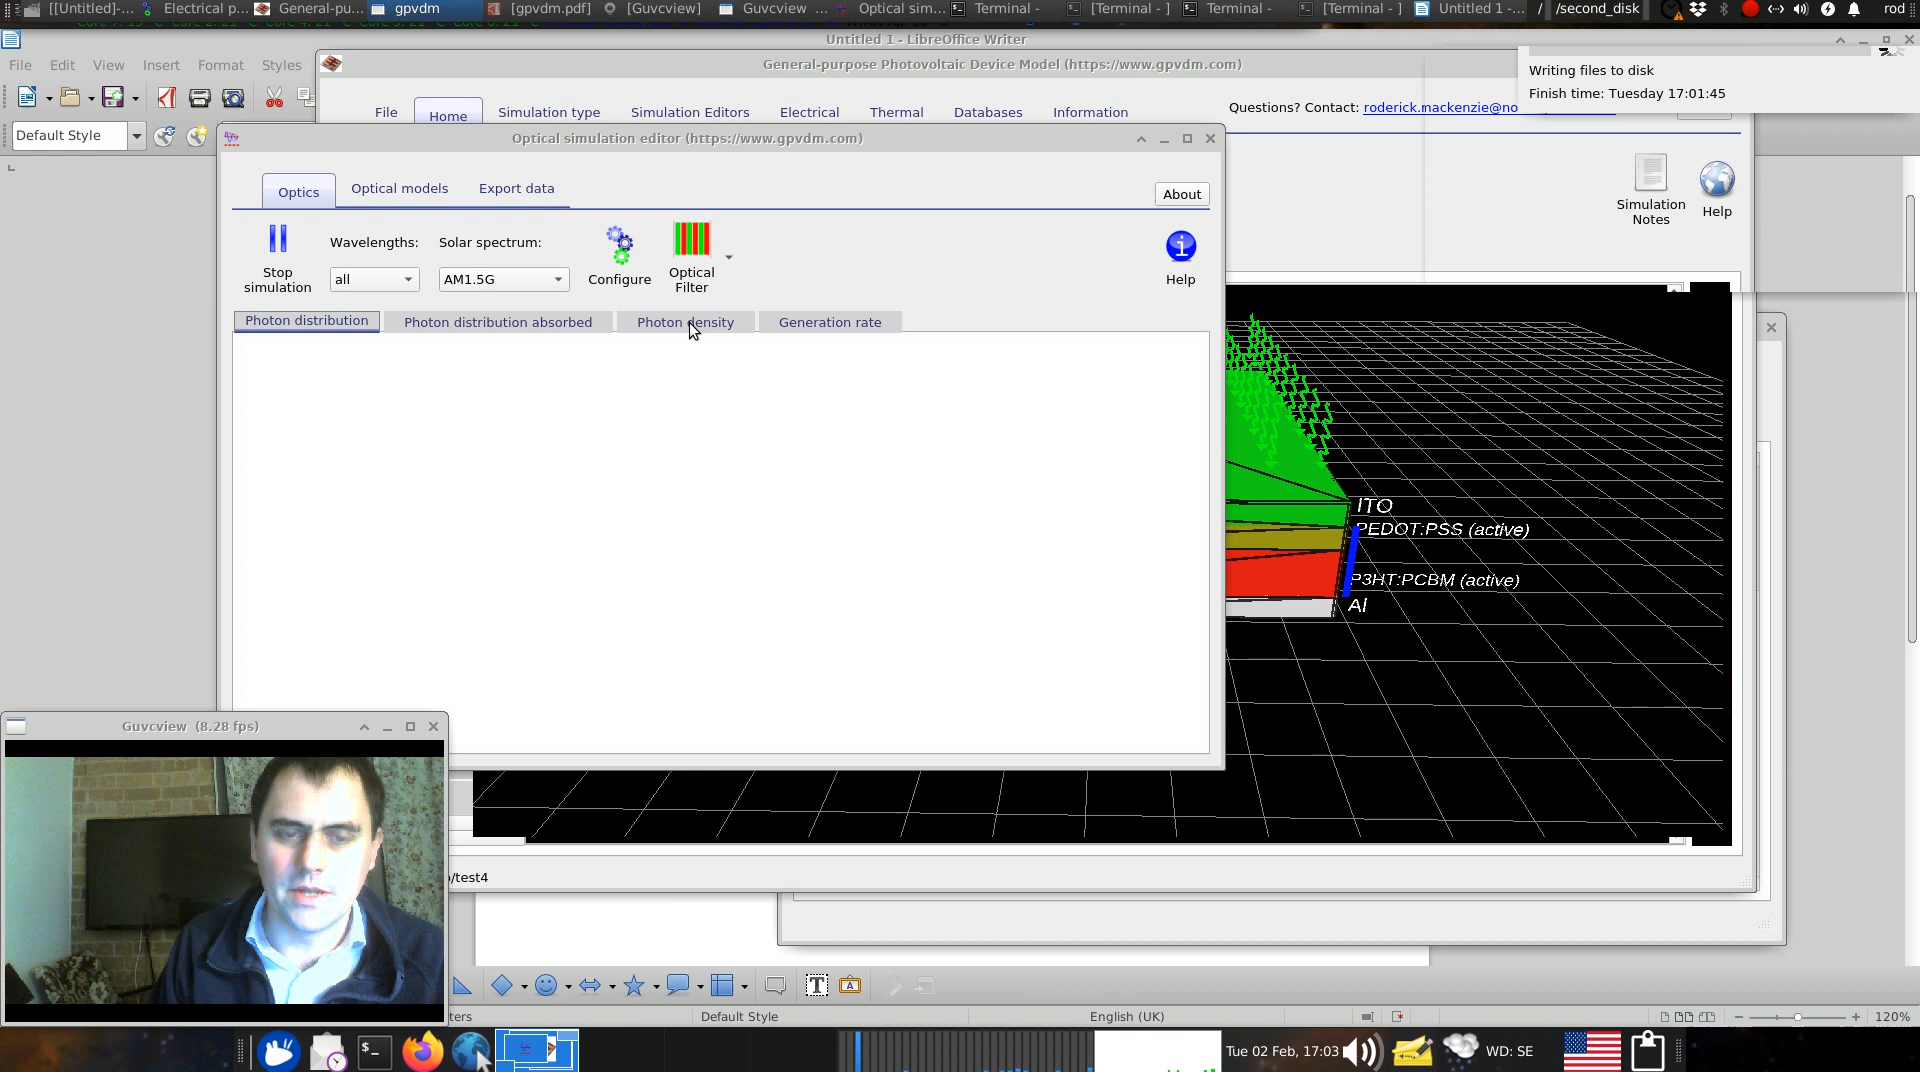 [[Untitled]-... Electrical p... General-pu... gpvdm [gpvdm.pdf] [Guvcview] Guvcview ... Optical sim... Terminal - [Terminal - ] Terminal - [Terminal - ] Untitled 1 -... / /second_disk rod
Untitled 1 - LibreOffice Writer
File Edit View Insert Format Styles
General-purpose Photovoltaic Device Model (https://www.gpvdm.com)
Writing files to disk
Finish time: Tuesday 17:01:45
File Home Simulation type Simulation Editors Electrical Thermal Databases Information
Questions? Contact: roderick.mackenzie@no
Default Style
Optical simulation editor (https://www.gpvdm.com)
Optics Optical models Export data
About
Wavelengths: Solar spectrum:
Stop simulation
all
AM1.5G
Configure
Optical Filter
Help
Simulation Notes
Help
Photon distribution Photon distribution absorbed Photon density Generation rate
ITO
PEDOT:PSS (active)
P3HT:PCBM (active)
Al
Guvcview (8.28 fps)
/test4
ters
Default Style
English (UK)
120%
Tue 02 Feb, 17:03
WD: SE